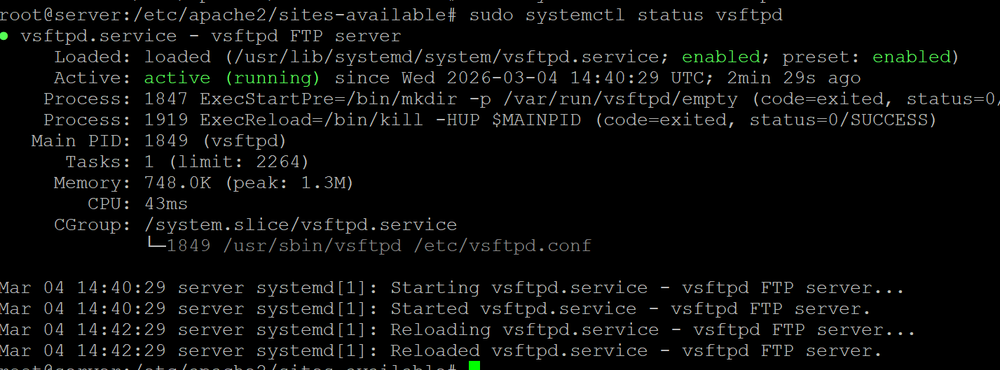 root@server:/etc/apache2/sites-available# sudo systemctl status vsftpd
● vsftpd.service - vsftpd FTP server
     Loaded: loaded (/usr/lib/systemd/system/vsftpd.service; enabled; preset: enabled)
     Active: active (running) since Wed 2026-03-04 14:40:29 UTC; 2min 29s ago
    Process: 1847 ExecStartPre=/bin/mkdir -p /var/run/vsftpd/empty (code=exited, status=0/
    Process: 1919 ExecReload=/bin/kill -HUP $MAINPID (code=exited, status=0/SUCCESS)
   Main PID: 1849 (vsftpd)
      Tasks: 1 (limit: 2264)
     Memory: 748.0K (peak: 1.3M)
        CPU: 43ms
     CGroup: /system.slice/vsftpd.service
             └─1849 /usr/sbin/vsftpd /etc/vsftpd.conf

Mar 04 14:40:29 server systemd[1]: Starting vsftpd.service - vsftpd FTP server...
Mar 04 14:40:29 server systemd[1]: Started vsftpd.service - vsftpd FTP server.
Mar 04 14:42:29 server systemd[1]: Reloading vsftpd.service - vsftpd FTP server...
Mar 04 14:42:29 server systemd[1]: Reloaded vsftpd.service - vsftpd FTP server.
root@server:/etc/apache2/sites-available#